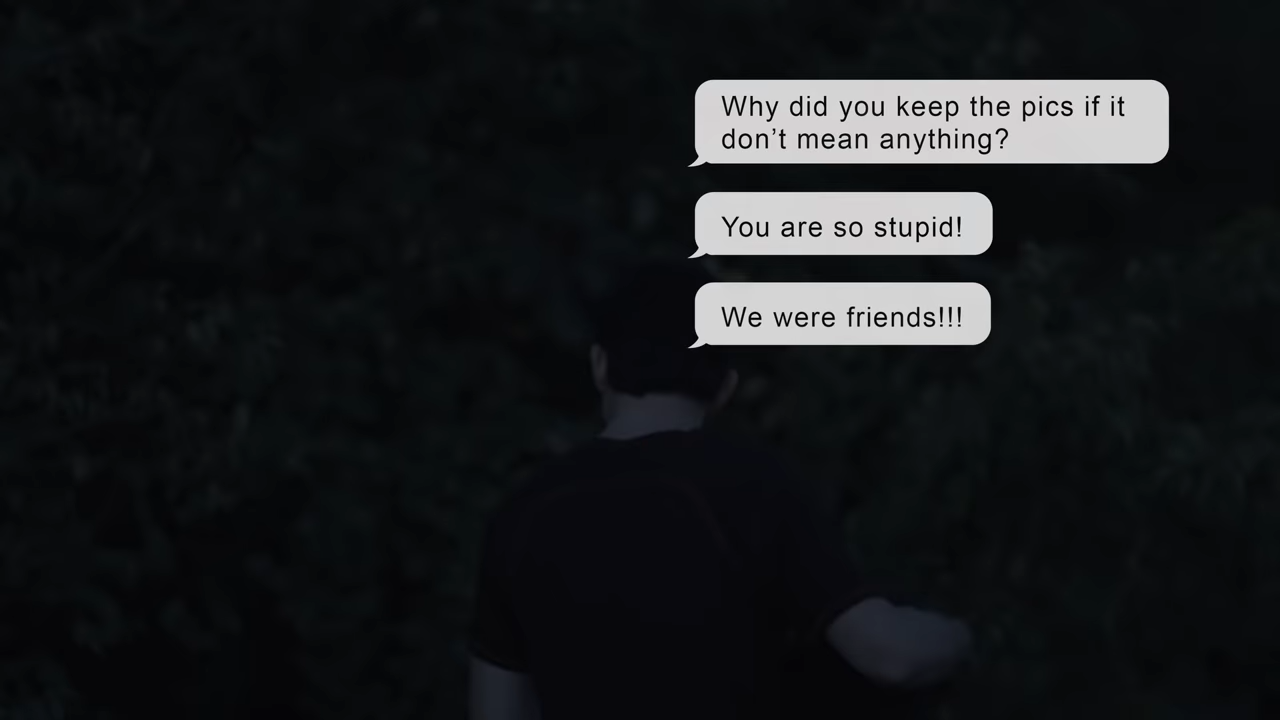 Why did you keep the pics if it
don’t mean anything?
You are so stupid!
We were friends!!!